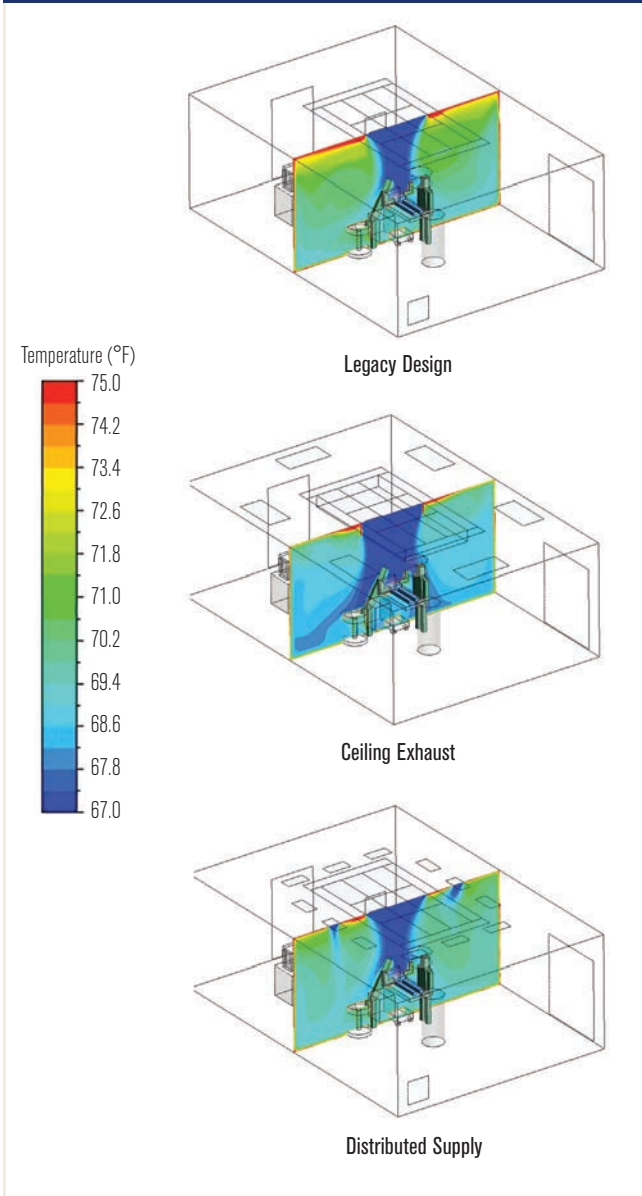 Legacy Design
Temperature (°F)
75.0
74.2
73.4
72.6
71.8
71.0
70.2
69.4
68.6
67.8
67.0
Ceiling Exhaust
Distributed Supply